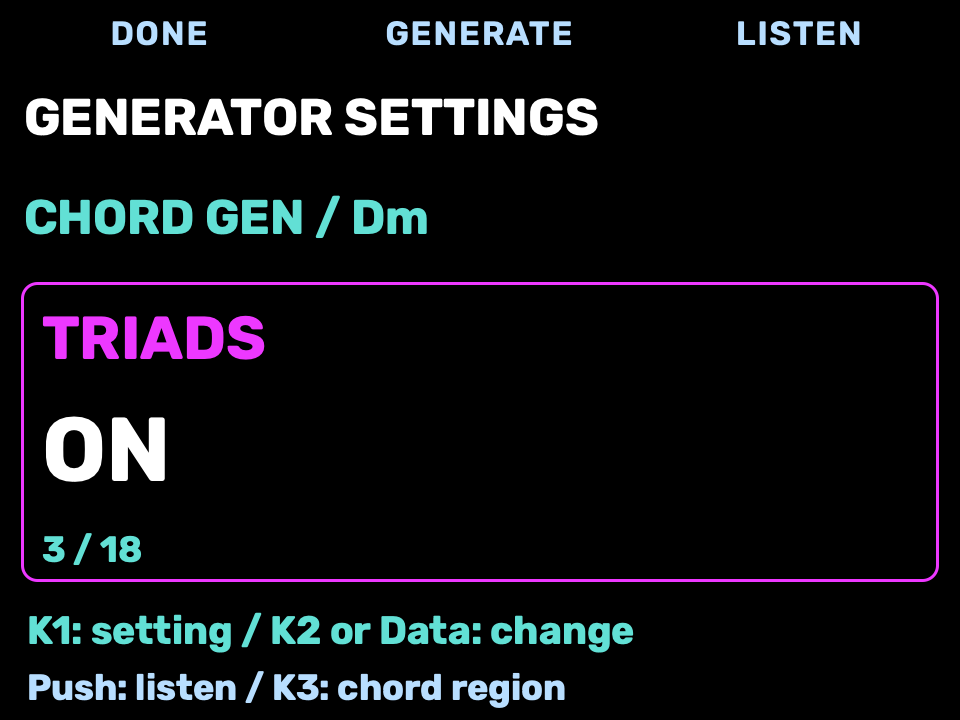 DONE GENERATE LISTEN
GENERATOR SETTINGS
CHORD GEN / Dm
TRIADS
ON
3 / 18
K1: setting / K2 or Data: change
Push: listen / K3: chord region